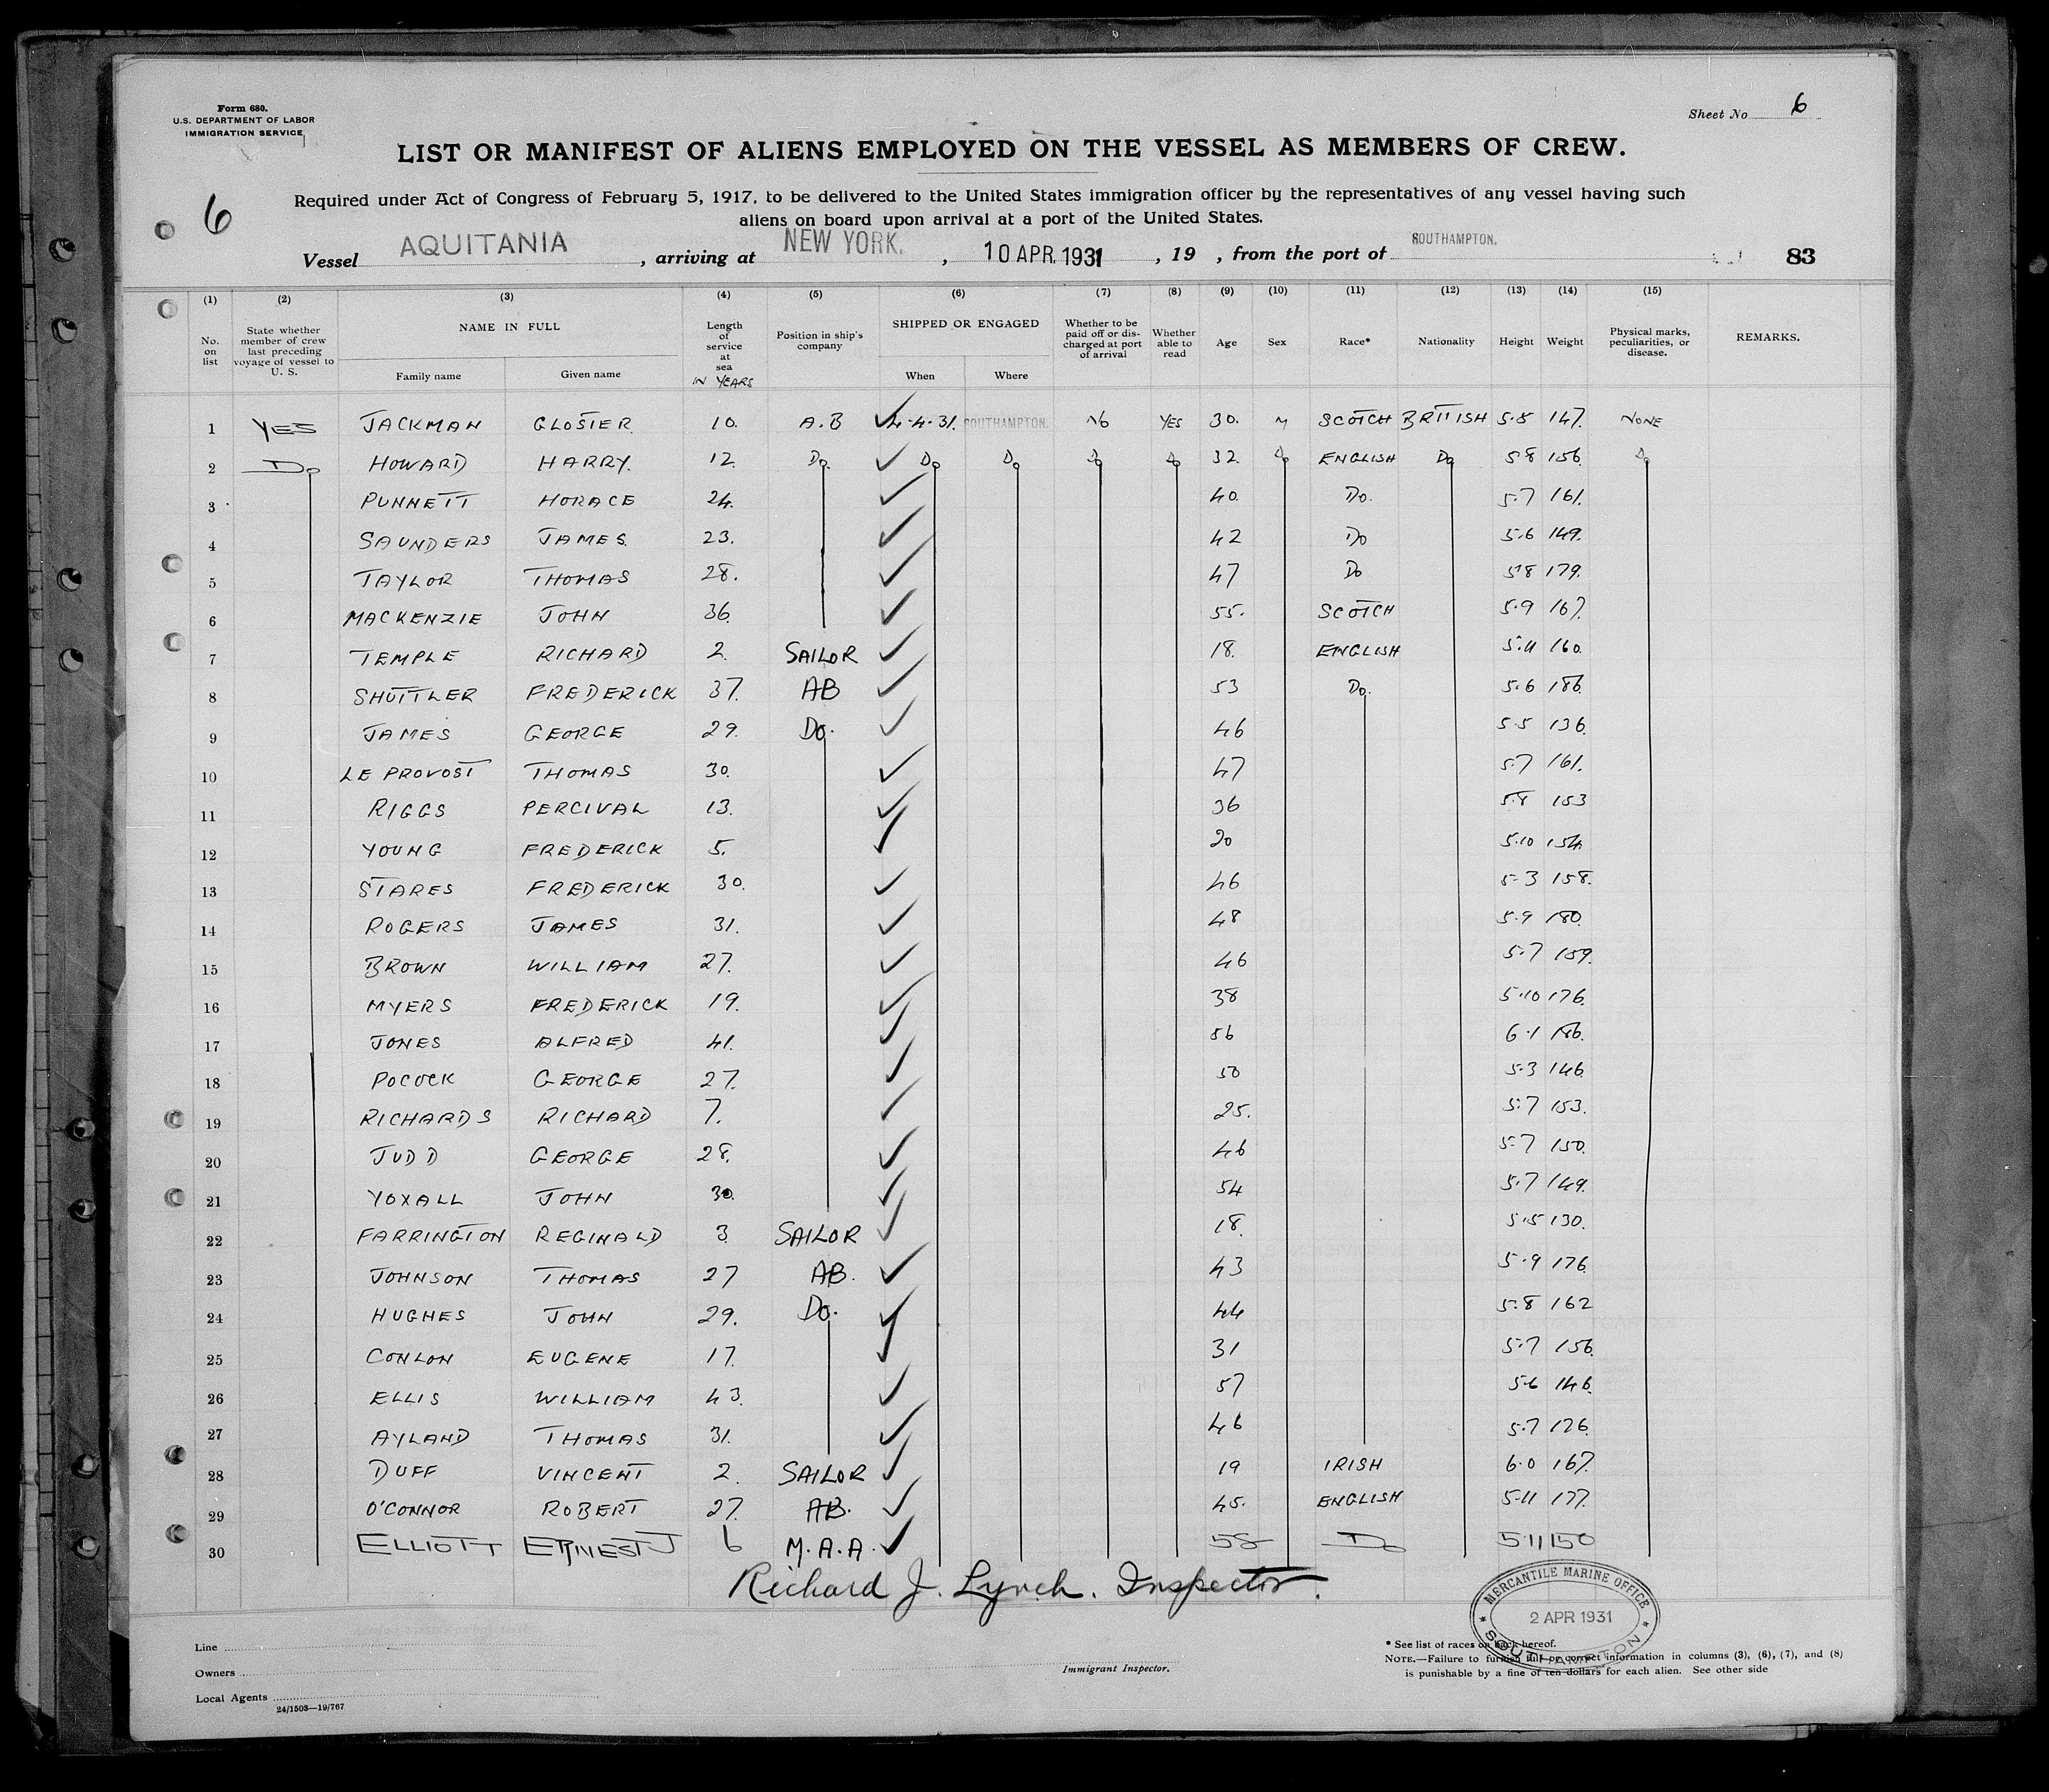 Form 680.
U.S. DEPARTMENT OF LABOR
IMMIGRATION SERVICE
Sheet No 6
LIST OR MANIFEST OF ALIENS EMPLOYED ON THE VESSEL AS MEMBERS OF CREW.
Required under Act of Congress of February 5, 1917, to be delivered to the United States immigration officer by the representatives of any vessel having such
aliens on board upon arrival at a port of the United States.
6
Vessel AQUITANIA, arriving at NEW YORK., 10 APR. 1931, 19 , from the port of SOUTHAMPTON. 83
(1) (2) (3) (4) (5) (6) (7) (8) (9) (10) (11) (12) (13) (14) (15)
No. on list State whether member of crew last preceding voyage of vessel to U. S. NAME IN FULL Family name Given name Length of service at sea IN YEARS Position in ship's company SHIPPED OR ENGAGED When Where Whether to be paid off or discharged at port of arrival Whether able to read Age Sex Race* Nationality Height Weight Physical marks, peculiarities, or disease. REMARKS.
1 YES JACKMAN GLOSTER 10. A.B 4-4-31. SOUTHAMPTON. NO YES 30. M SCOTCH BRITISH 5.8 147. NONE
2 Do HOWARD HARRY. 12. Do. Do Do Do Do 32. Do ENGLISH Do 5.8 156. Do
3 PUNNETT HORACE 24. 40. Do. 5.7 161.
4 SAUNDERS JAMES. 23. 42 Do 5.6 149.
5 TAYLOR THOMAS 28. 47 Do 5.8 179.
6 MACKENZIE JOHN 36. 55. SCOTCH 5.9 167.
7 TEMPLE RICHARD 2. SAILOR 18. ENGLISH 5.11 160.
8 SHUTTLER FREDERICK 37. AB 53 Do. 5.6 186.
9 JAMES GEORGE 29. Do. 46 5.5 136.
10 LE PROVOST THOMAS 30. 47 5.7 161.
11 RIGGS PERCIVAL 13. 36 5.8 153
12 YOUNG FREDERICK 5. 20 5.10 154.
13 STARES FREDERICK 30. 46 5.3 158.
14 ROGERS JAMES 31. 48 5.9 180.
15 BROWN WILLIAM 27. 46 5.7 159.
16 MYERS FREDERICK 19. 38 5.10 176.
17 JONES ALFRED 41. 56 6.1 186.
18 POCOCK GEORGE 27. 50 5.3 146.
19 RICHARDS RICHARD 7. 25. 5.7 153.
20 JUDD GEORGE 28. 46 5.7 150.
21 YOXALL JOHN 30. 54 5.7 149.
22 FARRINGTON REGINALD 3. SAILOR 18. 5.5 130.
23 JOHNSON THOMAS 27 AB. 43 5.9 176.
24 HUGHES JOHN 29. Do. 44 5.8 162
25 CONLON EUGENE 17. 31 5.7 156.
26 ELLIS WILLIAM 43. 57 5.6 146.
27 AYLAND THOMAS 31. 46 5.7 126.
28 DUFF VINCENT 2. SAILOR 19 IRISH 6.0 167.
29 O'CONNOR ROBERT 27. AB. 45. ENGLISH 5.11 177.
30 ELLIOTT ERNEST J 6 M.A.A. 58 Do 5.11 150
Richard J. Lynch. Inspector.
MERCANTILE MARINE OFFICE
2 APR 1931
SOUTHAMPTON
Line
Owners
Local Agents
24/1503—19/767
Immigrant Inspector.
* See list of races on back hereof.
NOTE.—Failure to furnish full or correct information in columns (3), (6), (7), and (8)
is punishable by a fine of ten dollars for each alien. See other side